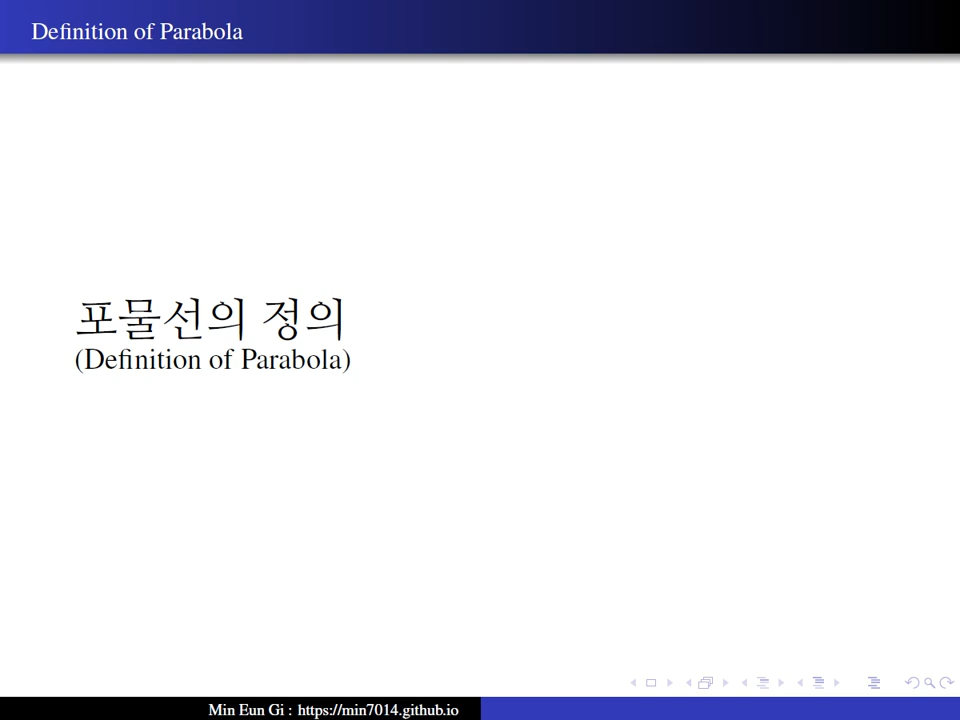 Definition of Parabola
포물선의 정의
(Definition of Parabola)
Min Eun Gi : https://min7014.github.io